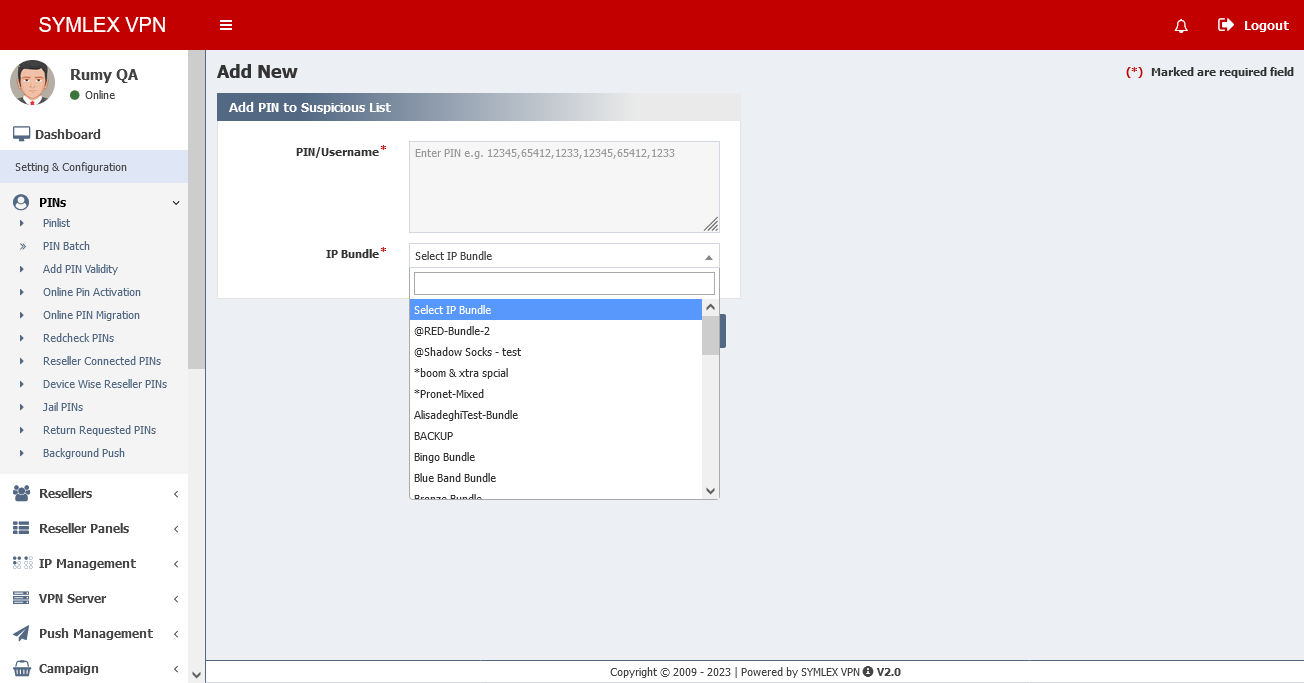 SYMLEX VPN
Logout
Rumy QA
Online
Dashboard
Setting & Configuration
PINs
Pinlist
PIN Batch
Add PIN Validity
Online Pin Activation
Online PIN Migration
Redcheck PINs
Reseller Connected PINs
Device Wise Reseller PINs
Jail PINs
Return Requested PINs
Background Push
Resellers
Reseller Panels
IP Management
VPN Server
Push Management
Campaign
Add New
(*) Marked are required field
Add PIN to Suspicious List
PIN/Username*
Enter PIN e.g. 12345,65412,1233,12345,65412,1233
IP Bundle*
Select IP Bundle
Select IP Bundle
@RED-Bundle-2
@Shadow Socks - test
*boom & xtra spcial
*Pronet-Mixed
AlisadeghiTest-Bundle
BACKUP
Bingo Bundle
Blue Band Bundle
Bronze Bundle
Copyright © 2009 - 2023 | Powered by SYMLEX VPN V2.0